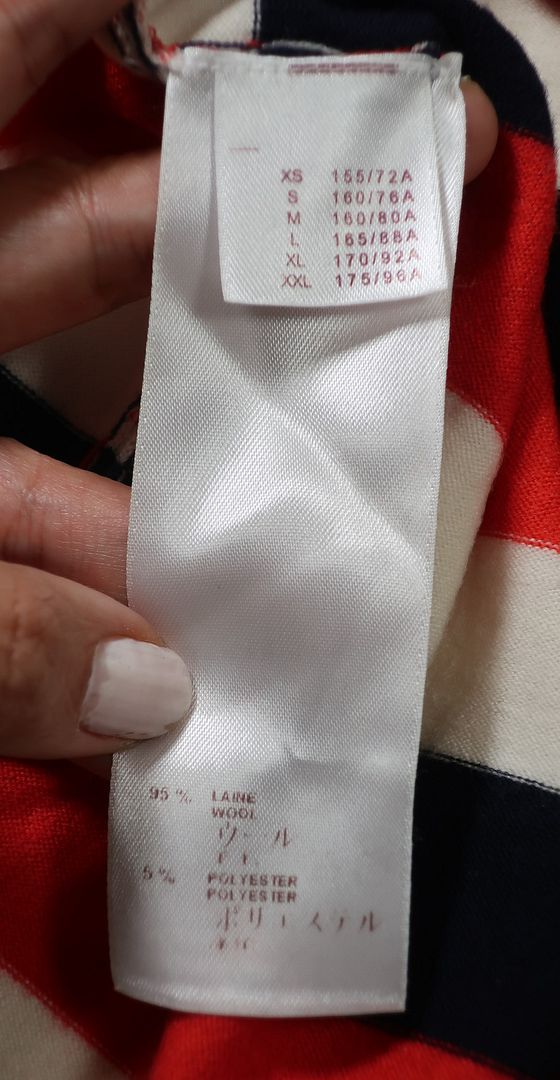 XS 155/72A
S 160/76A
M 160/80A
L 165/88A
XL 170/92A
XXL 175/96A
95 % LAINE
WOOL
ウール
5 % POLYESTER
POLYESTER
ポリエステル